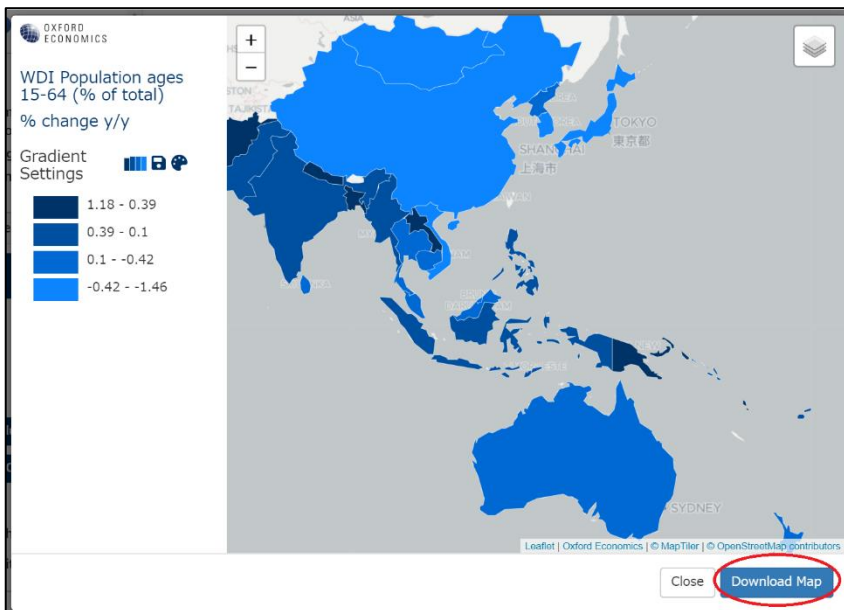 OXFORD
ECONOMICS
WDI Population ages
15-64 (% of total)
% change y/y
Gradient
Settings
1.18 - 0.39
0.39 - 0.1
0.1 - -0.42
-0.42 - -1.46
+
−
ASIA
TAJIKIST
TOKYO
東京都
上海市
SYDNEY
Leaflet | Oxford Economics | © MapTiler | © OpenStreetMap contributors
Close
Download Map